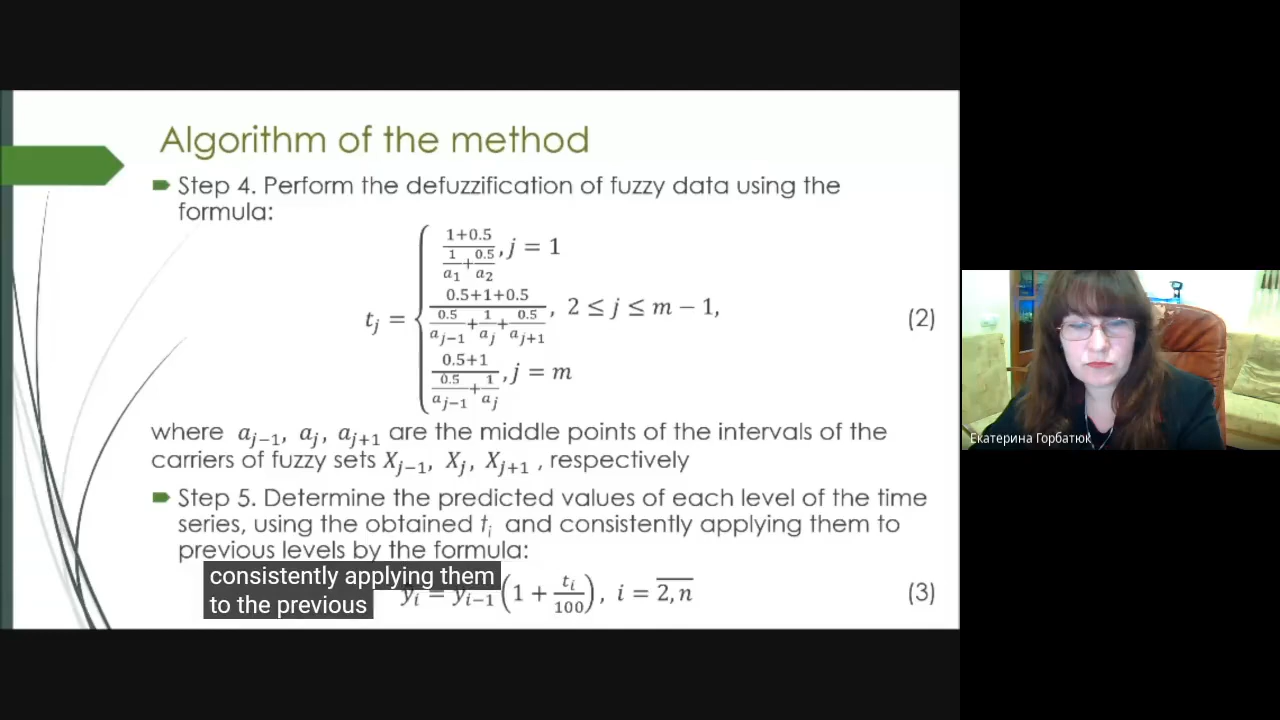 Algorithm of the method
Step 4. Perform the defuzzification of fuzzy data using the
formula:
t_j = { (1+0.5)/(1/a_1 + 0.5/a_2), j = 1
(0.5+1+0.5)/(0.5/a_{j−1} + 1/a_j + 0.5/a_{j+1}), 2 ≤ j ≤ m − 1, (2)
(0.5+1)/(0.5/a_{j−1} + 1/a_j), j = m
where a_{j−1}, a_j, a_{j+1} are the middle points of the intervals of the
carriers of fuzzy sets X_{j−1}, X_j, X_{j+1} , respectively
Step 5. Determine the predicted values of each level of the time
series, using the obtained t_i and consistently applying them to
previous levels by the formula:
y_i = y_{i−1}(1 + t_i/100), i = \overline{2, n} (3)
consistently applying them
to the previous
Екатерина Горбатюк